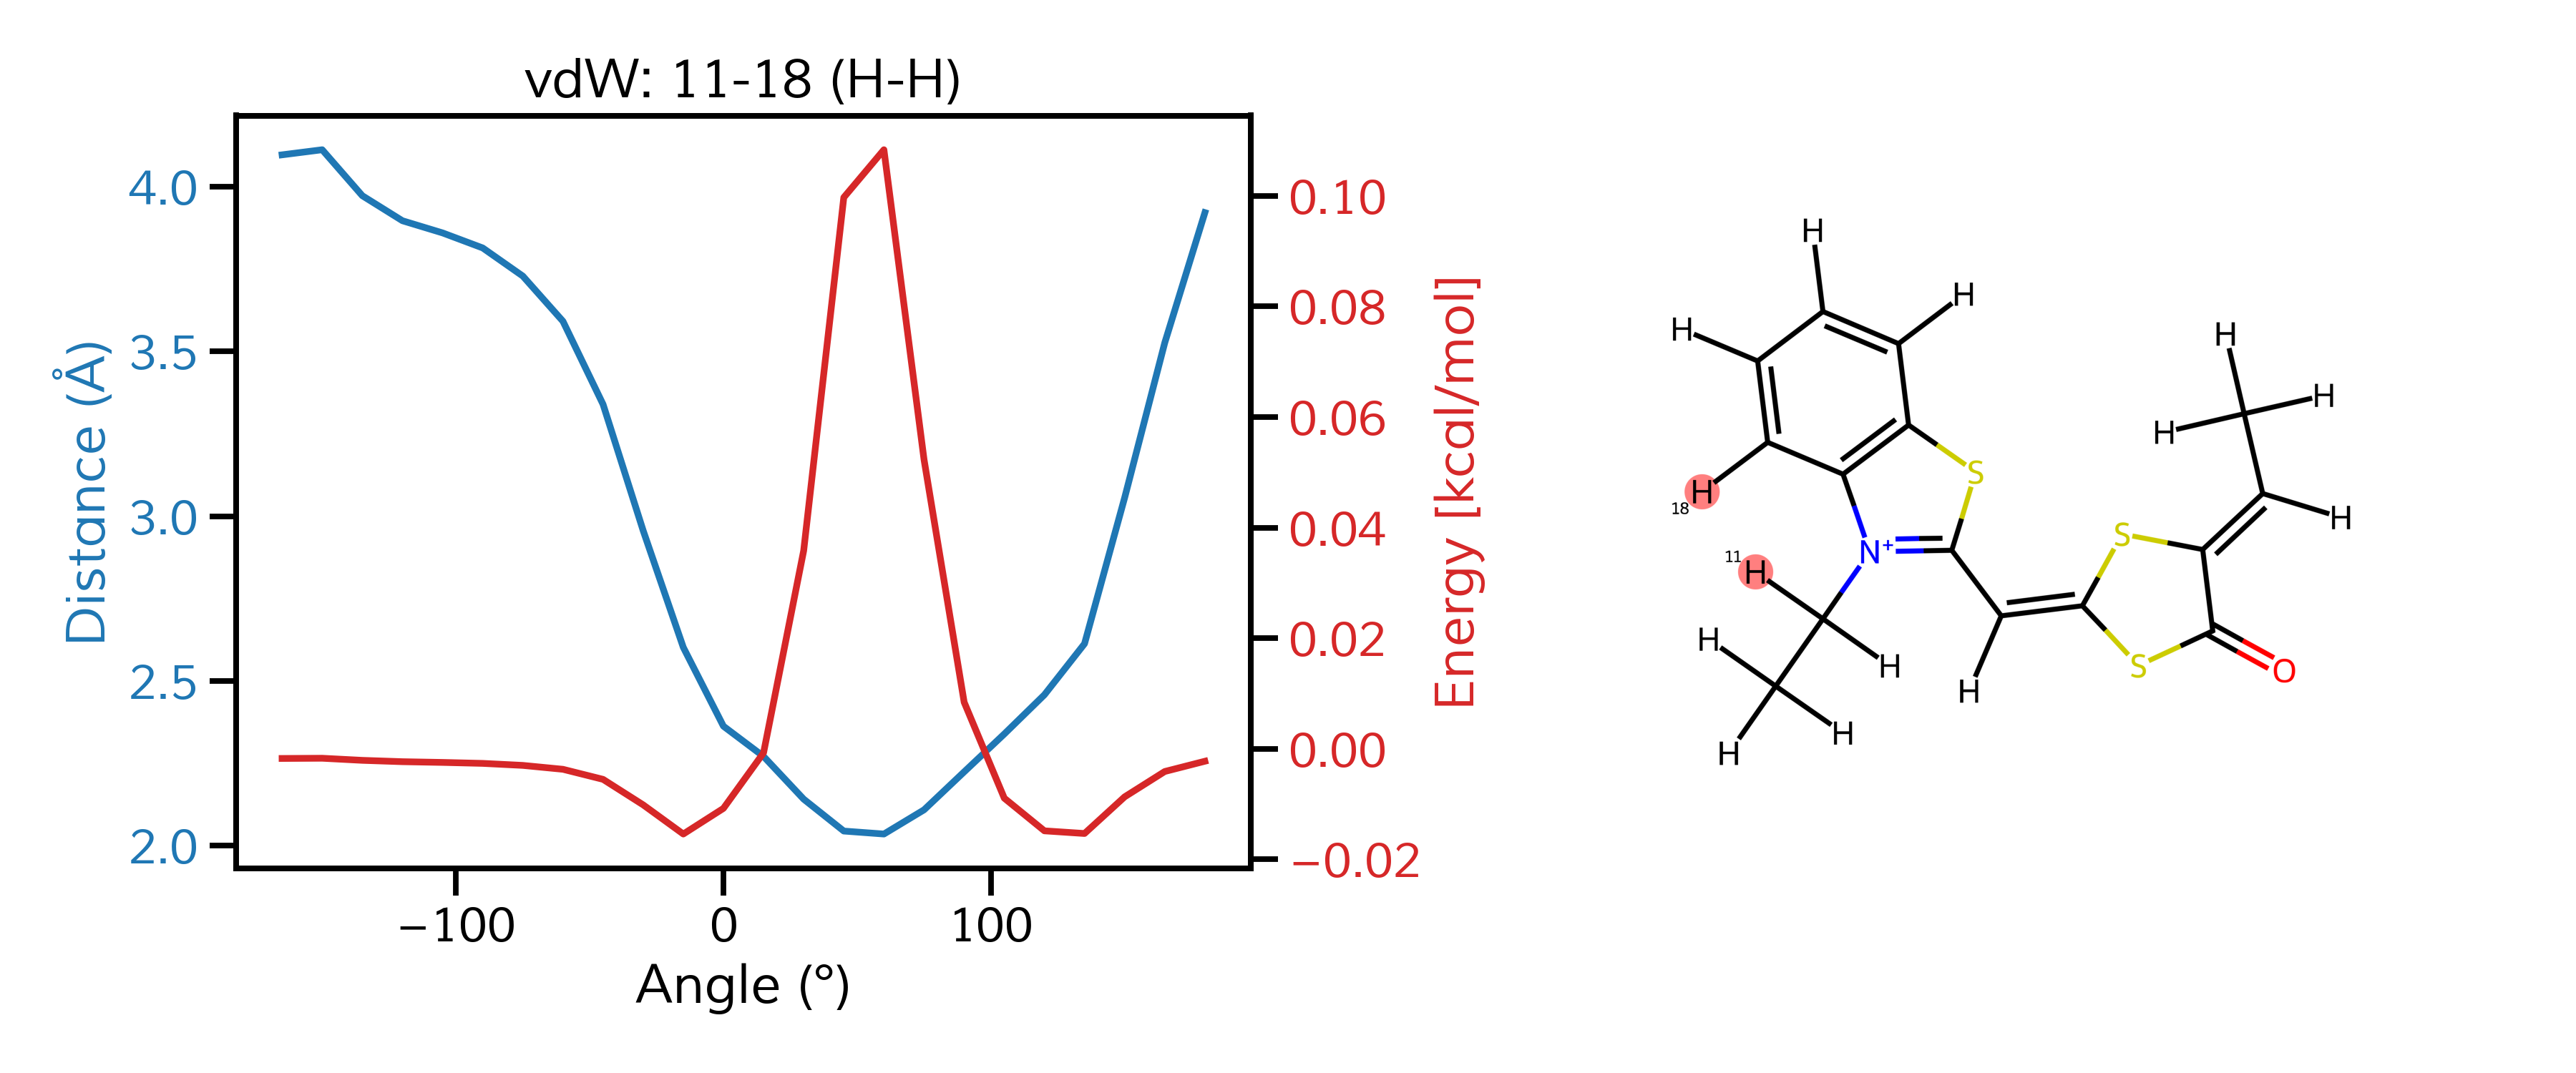 vdW: 11-18 (H-H)
4.0
3.5
3.0
2.5
2.0
Distance (Å)
0.10
0.08
0.06
0.04
0.02
0.00
−0.02
Energy [kcal/mol]
−100
0
100
Angle (°)
H
H
H
H
H
H
S
H
18
H
S
N+
11
H
H
H
S
O
H
H
H
H